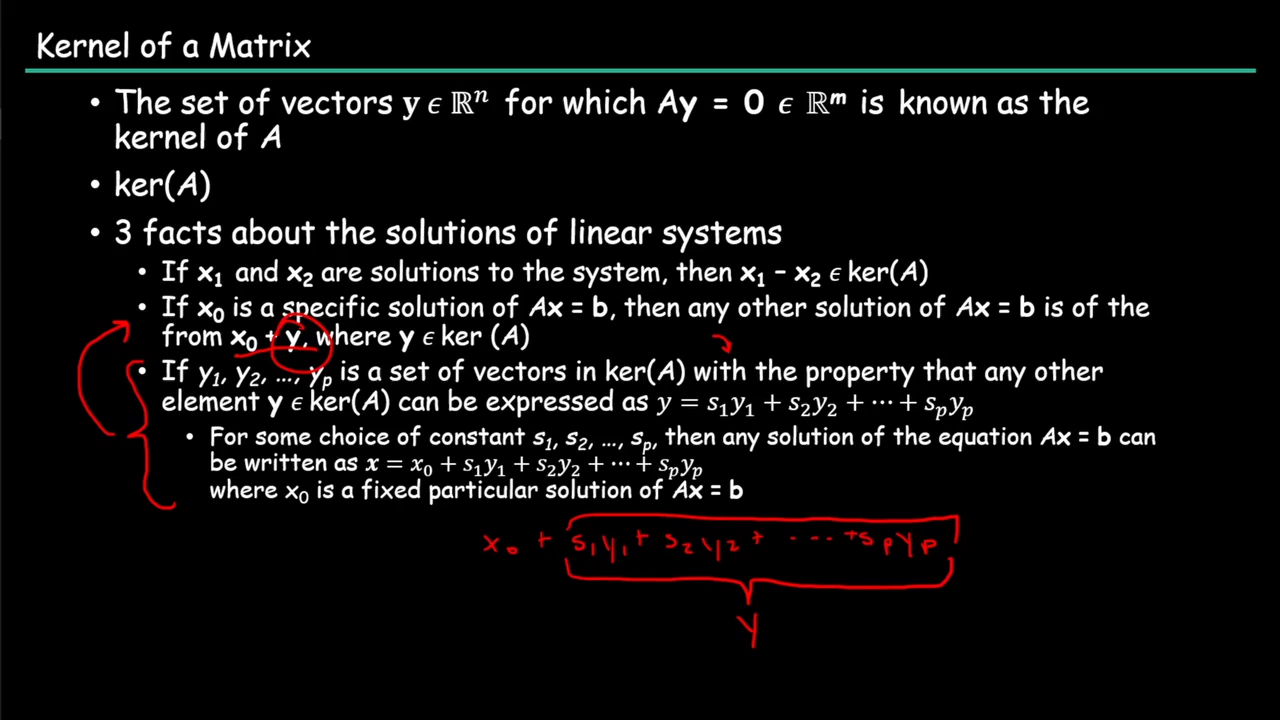 Kernel of a Matrix
• The set of vectors y ϵ ℝⁿ for which Ay = 0 ϵ ℝᵐ is known as the
kernel of A
• ker(A)
• 3 facts about the solutions of linear systems
• If x₁ and x₂ are solutions to the system, then x₁ – x₂ ϵ ker(A)
• If x₀ is a specific solution of Ax = b, then any other solution of Ax = b is of the
from x₀ + y, where y ϵ ker (A)
• If y₁, y₂, …, yₚ is a set of vectors in ker(A) with the property that any other
element y ϵ ker(A) can be expressed as y = s₁y₁ + s₂y₂ + ⋯ + sₚyₚ
• For some choice of constant s₁, s₂, …, sₚ, then any solution of the equation Ax = b can
be written as x = x₀ + s₁y₁ + s₂y₂ + ⋯ + sₚyₚ
where x₀ is a fixed particular solution of Ax = b
x₀ + s₁y₁ + s₂y₂ + ⋯ + sₚyₚ
y